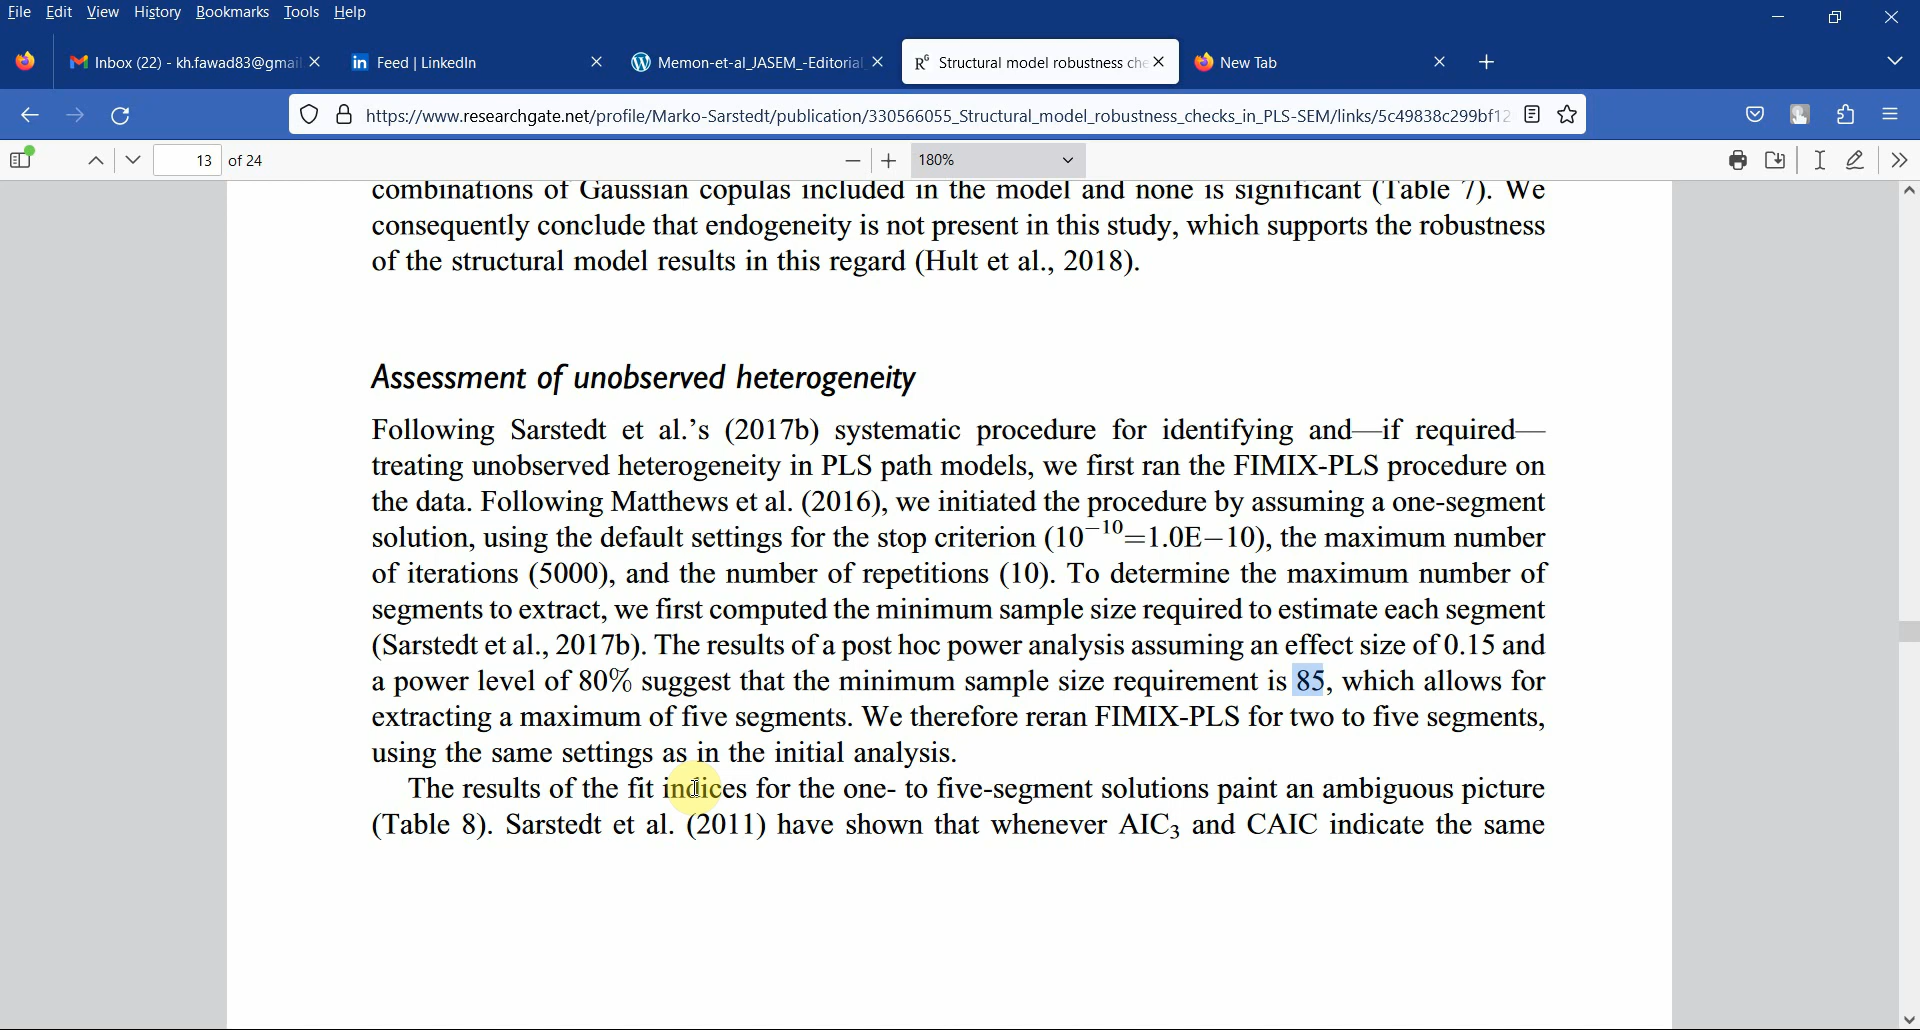 File Edit View History Bookmarks Tools Help
Inbox (22) - kh.fawad83@gmai
Feed | LinkedIn
Memon-et-al_JASEM_-Editorial
Structural model robustness che
New Tab
https://www.researchgate.net/profile/Marko-Sarstedt/publication/330566055_Structural_model_robustness_checks_in_PLS-SEM/links/5c49838c299bf12
13 of 24
180%
combinations of Gaussian copulas included in the model and none is significant (Table 7). We
consequently conclude that endogeneity is not present in this study, which supports the robustness
of the structural model results in this regard (Hult et al., 2018).
Assessment of unobserved heterogeneity
Following Sarstedt et al.’s (2017b) systematic procedure for identifying and—if required—
treating unobserved heterogeneity in PLS path models, we first ran the FIMIX-PLS procedure on
the data. Following Matthews et al. (2016), we initiated the procedure by assuming a one-segment
solution, using the default settings for the stop criterion (10⁻¹⁰=1.0E−10), the maximum number
of iterations (5000), and the number of repetitions (10). To determine the maximum number of
segments to extract, we first computed the minimum sample size required to estimate each segment
(Sarstedt et al., 2017b). The results of a post hoc power analysis assuming an effect size of 0.15 and
a power level of 80% suggest that the minimum sample size requirement is 85, which allows for
extracting a maximum of five segments. We therefore reran FIMIX-PLS for two to five segments,
using the same settings as in the initial analysis.
The results of the fit indices for the one- to five-segment solutions paint an ambiguous picture
(Table 8). Sarstedt et al. (2011) have shown that whenever AIC₃ and CAIC indicate the same